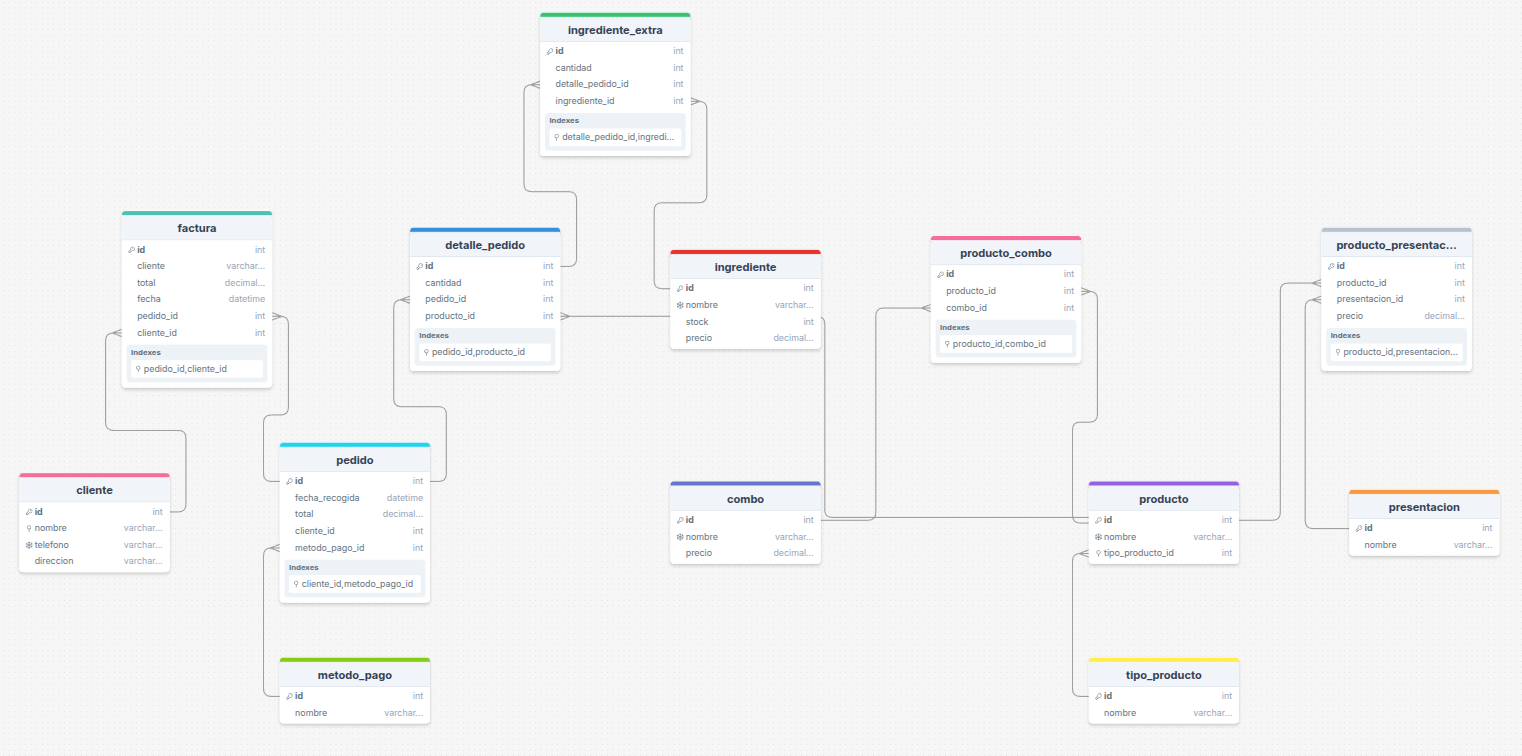 ingrediente_extra
id int
cantidad int
detalle_pedido_id int
ingrediente_id int
Indexes
detalle_pedido_id,ingredi...
factura
id int
cliente varchar...
total decimal...
fecha datetime
pedido_id int
cliente_id int
Indexes
pedido_id,cliente_id
detalle_pedido
id int
cantidad int
pedido_id int
producto_id int
Indexes
pedido_id,producto_id
ingrediente
id int
nombre varchar...
stock int
precio decimal...
producto_combo
id int
producto_id int
combo_id int
Indexes
producto_id,combo_id
producto_presentac...
id int
producto_id int
presentacion_id int
precio decimal...
Indexes
producto_id,presentacion...
cliente
id int
nombre varchar...
telefono varchar...
direccion varchar...
pedido
id int
fecha_recogida datetime
total decimal...
cliente_id int
metodo_pago_id int
Indexes
cliente_id,metodo_pago_id
combo
id int
nombre varchar...
precio decimal...
producto
id int
nombre varchar...
tipo_producto_id int
presentacion
id int
nombre varchar...
metodo_pago
id int
nombre varchar...
tipo_producto
id int
nombre varchar...